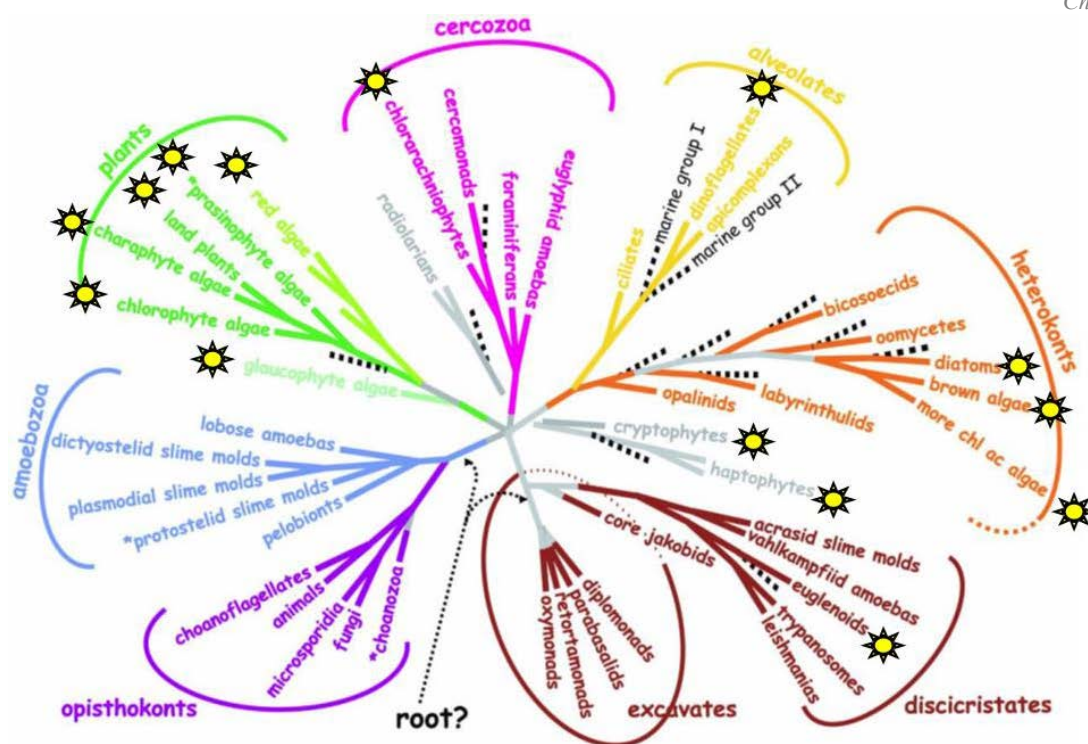 Ch
cercozoa
chlorarachniophytes
cercomonads
foraminiferans
euglyphid amoebas
radiolarians
alveolates
ciliates
marine group I
dinoflagellates
apicomplexans
marine group II
plants
red algae
*prasinophyte algae
land plants
charaphyte algae
chlorophyte algae
glaucophyte algae
heterokonts
bicosoecids
oomycetes
diatoms
brown algae
more chl ac algae
labyrinthulids
opalinids
cryptophytes
haptophytes
amoebozoa
lobose amoebas
dictyostelid slime molds
plasmodial slime molds
*protostelid slime molds
pelobionts
opisthokonts
choanoflagellates
animals
microsporidia
fungi
*choanozoa
root?
excavates
oxymonads
retortamonads
parabasalids
diplomonads
core jakobids
discicristates
acrasid slime molds
vahlkampfiid amoebas
euglenoids
trypanosomes
leishmanias